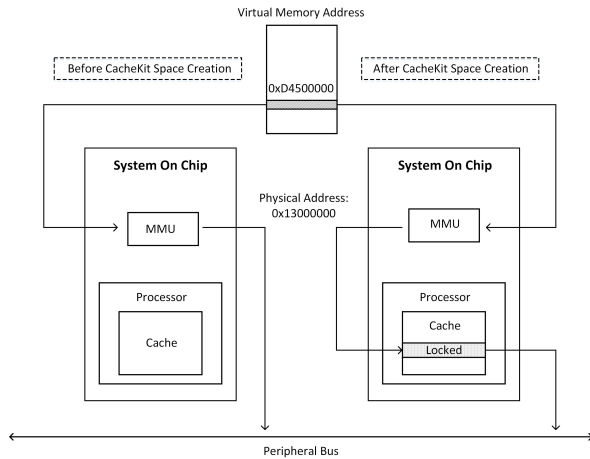 Virtual Memory Address
Before CacheKit Space Creation
After CacheKit Space Creation
0xD4500000
System On Chip
System On Chip
Physical Address:
0x13000000
MMU
MMU
Processor
Processor
Cache
Cache
Locked
Peripheral Bus